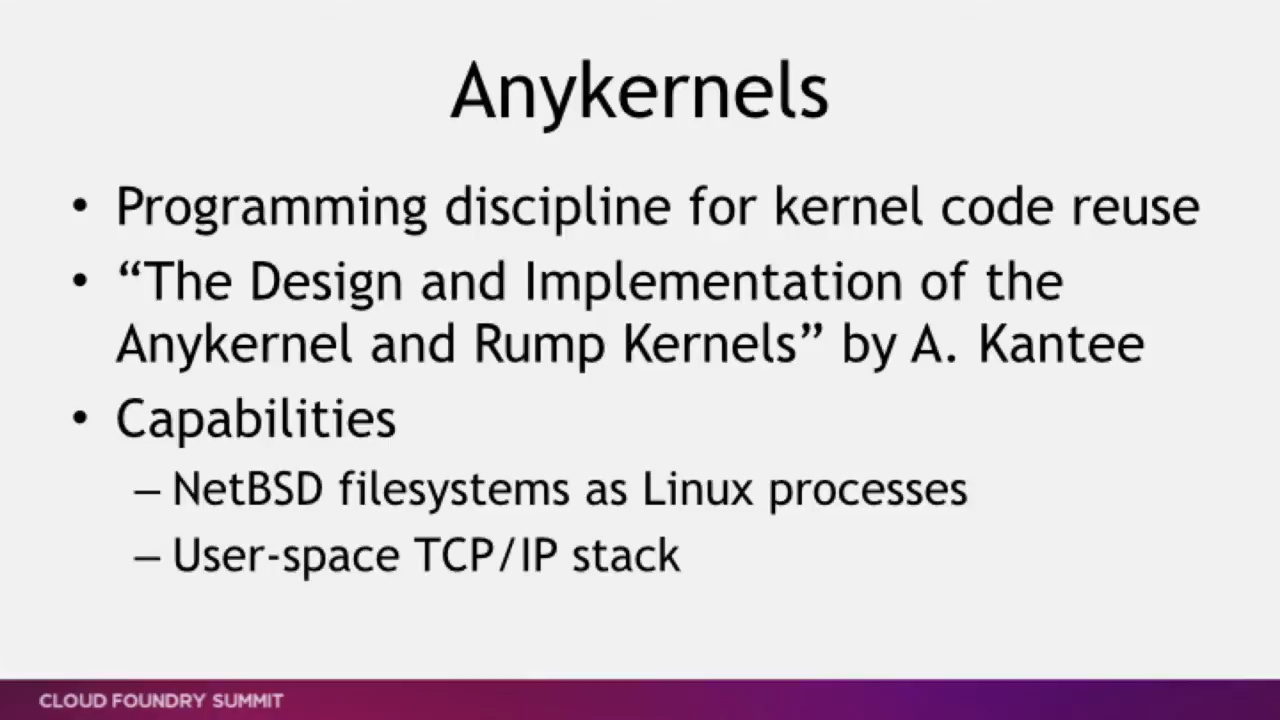 Anykernels
• Programming discipline for kernel code reuse
• “The Design and Implementation of the
Anykernel and Rump Kernels” by A. Kantee
• Capabilities
– NetBSD filesystems as Linux processes
– User-space TCP/IP stack
CLOUD FOUNDRY SUMMIT